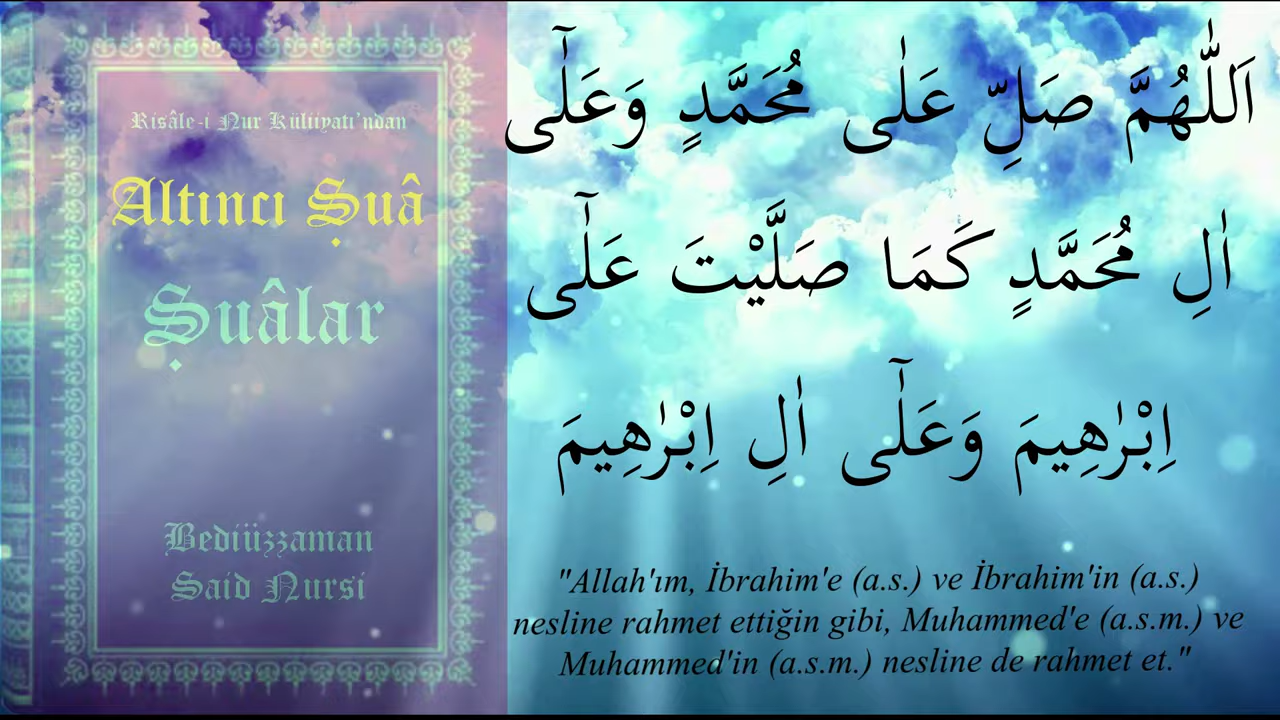 Risâle-i Nur Küliiyatı'ndan
Altıncı Şuâ
Şuâlar
Bediüzzaman
Said Nursi
اَللّٰهُمَّ صَلِّ عَلٰى مُحَمَّدٍ وَعَلٰٓى
اٰلِ مُحَمَّدٍ كَمَا صَلَّيْتَ عَلٰٓى
اِبْرٰهِيمَ وَعَلٰٓى اٰلِ اِبْرٰهِيمَ
"Allah'ım, İbrahim'e (a.s.) ve İbrahim'in (a.s.)
nesline rahmet ettiğin gibi, Muhammed'e (a.s.m.) ve
Muhammed'in (a.s.m.) nesline de rahmet et."